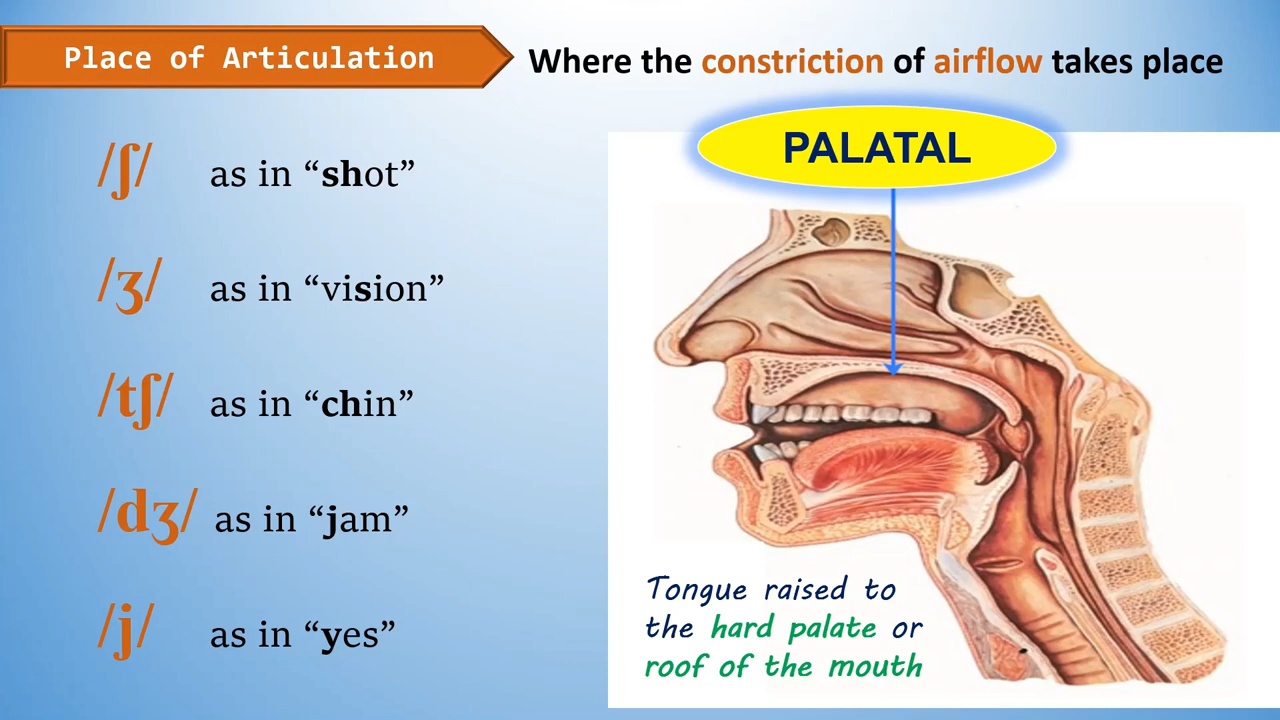 Place of Articulation
Where the constriction of airflow takes place
PALATAL
/ʃ/ as in “shot”
/ʒ/ as in “vision”
/tʃ/ as in “chin”
/dʒ/ as in “jam”
/j/ as in “yes”
Tongue raised to
the hard palate or
roof of the mouth